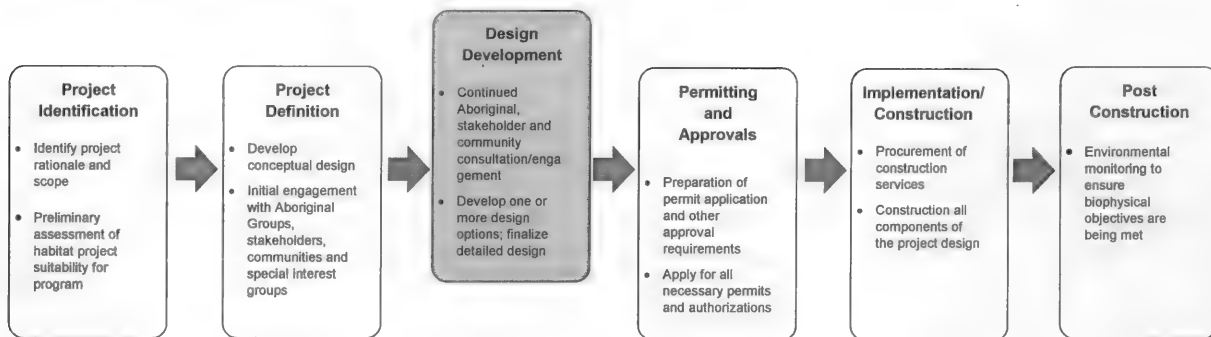 Project
Identification
• Identify project
rationale and
scope
• Preliminary
assessment of
habitat project
suitability for
program
Project
Definition
• Develop
conceptual design
• Initial engagement
with Aboriginal
Groups,
stakeholders,
communities and
special interest
groups
Design
Development
• Continued
Aboriginal,
stakeholder and
community
consultation/enga
gement
• Develop one or
more design
options; finalize
detailed design
Permitting
and
Approvals
• Preparation of
permit application
and other
approval
requirements
• Apply for all
necessary permits
and authorizations
Implementation/
Construction
• Procurement of
construction
services
• Construction all
components of
the project design
Post
Construction
• Environmental
monitoring to
ensure
biophysical
objectives are
being met